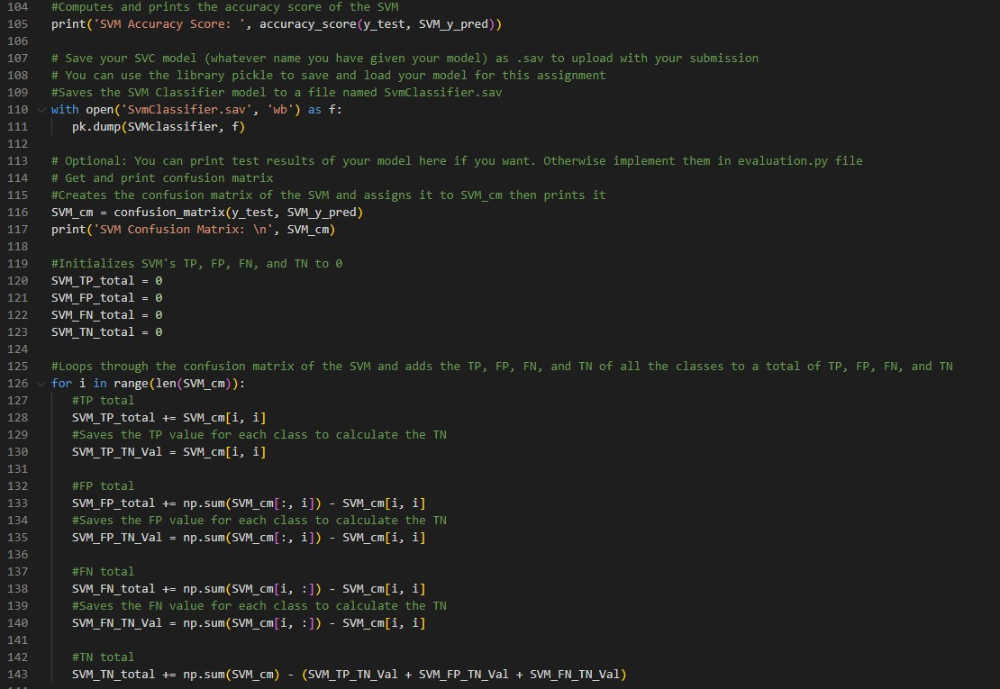 104 #Computes and prints the accuracy score of the SVM
105 print('SVM Accuracy Score: ', accuracy_score(y_test, SVM_y_pred))
106
107 # Save your SVC model (whatever name you have given your model) as .sav to upload with your submission
108 # You can use the library pickle to save and load your model for this assignment
109 #Saves the SVM Classifier model to a file named SvmClassifier.sav
110 with open('SvmClassifier.sav', 'wb') as f:
111     pk.dump(SVMclassifier, f)
112
113 # Optional: You can print test results of your model here if you want. Otherwise implement them in evaluation.py file
114 # Get and print confusion matrix
115 #Creates the confusion matrix of the SVM and assigns it to SVM_cm then prints it
116 SVM_cm = confusion_matrix(y_test, SVM_y_pred)
117 print('SVM Confusion Matrix: \n', SVM_cm)
118
119 #Initializes SVM's TP, FP, FN, and TN to 0
120 SVM_TP_total = 0
121 SVM_FP_total = 0
122 SVM_FN_total = 0
123 SVM_TN_total = 0
124
125 #Loops through the confusion matrix of the SVM and adds the TP, FP, FN, and TN of all the classes to a total of TP, FP, FN, and TN
126 for i in range(len(SVM_cm)):
127     #TP total
128     SVM_TP_total += SVM_cm[i, i]
129     #Saves the TP value for each class to calculate the TN
130     SVM_TP_TN_Val = SVM_cm[i, i]
131
132     #FP total
133     SVM_FP_total += np.sum(SVM_cm[:, i]) - SVM_cm[i, i]
134     #Saves the FP value for each class to calculate the TN
135     SVM_FP_TN_Val = np.sum(SVM_cm[:, i]) - SVM_cm[i, i]
136
137     #FN total
138     SVM_FN_total += np.sum(SVM_cm[i, :]) - SVM_cm[i, i]
139     #Saves the FN value for each class to calculate the TN
140     SVM_FN_TN_Val = np.sum(SVM_cm[i, :]) - SVM_cm[i, i]
141
142     #TN total
143     SVM_TN_total += np.sum(SVM_cm) - (SVM_TP_TN_Val + SVM_FP_TN_Val + SVM_FN_TN_Val)